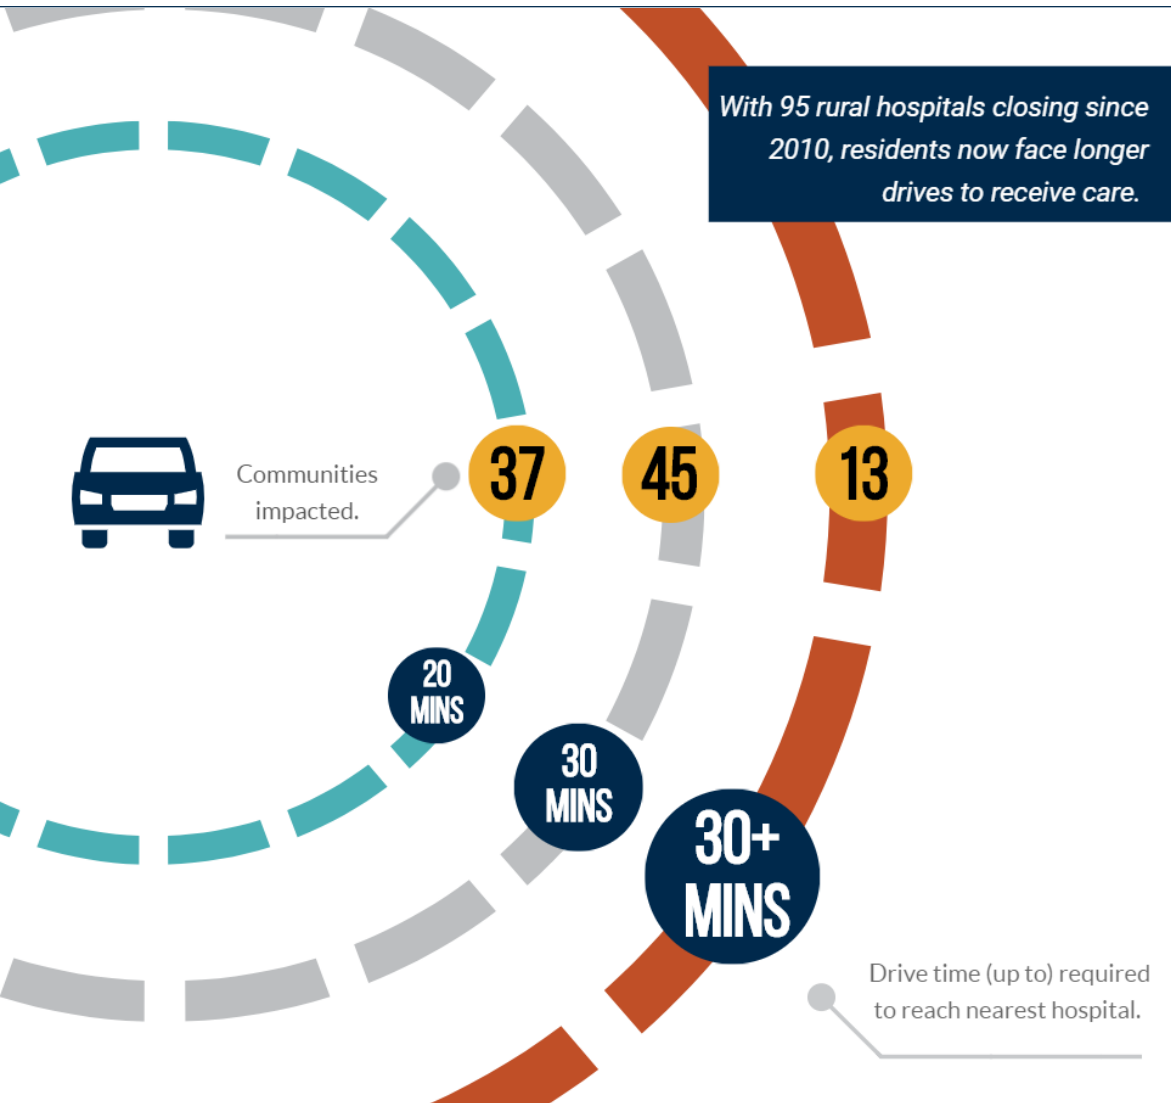 With 95 rural hospitals closing since
2010, residents now face longer
drives to receive care.
Communities
impacted.
37
45
13
20
MINS
30
MINS
30+
MINS
Drive time (up to) required
to reach nearest hospital.